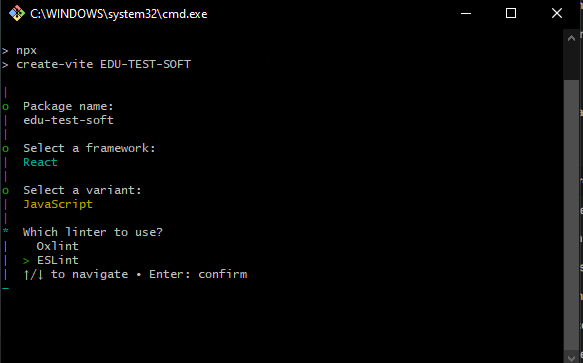 C:\WINDOWS\system32\cmd.exe
> npx
> create-vite EDU-TEST-SOFT
|
o  Package name:
|  edu-test-soft
|
o  Select a framework:
|  React
|
o  Select a variant:
|  JavaScript
|
*  Which linter to use?
|    Oxlint
|  > ESLint
|  ↑/↓ to navigate • Enter: confirm